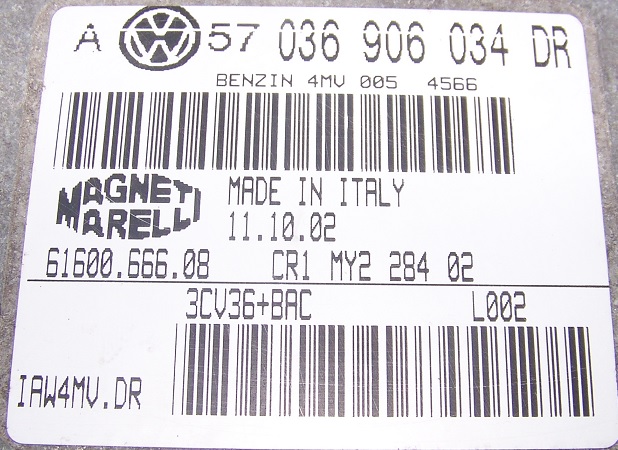 A VW 57 036 906 034 DR
BENZIN 4MV 005 4566
MAGNETI MARELLI
MADE IN ITALY
11.10.02
61600.666.08 CR1 MY2 284 02
3CV36+BAC L002
IAW4MV.DR